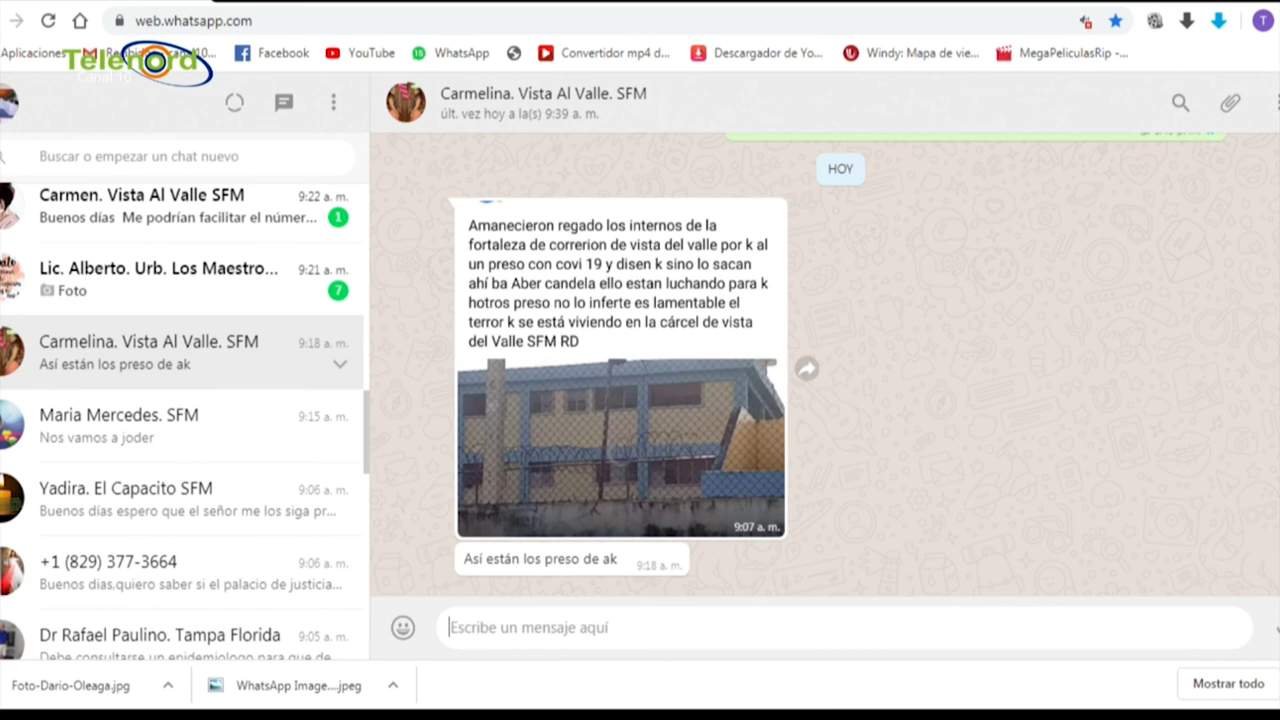 web.whatsapp.com
T
Aplicaciones
Facebook
YouTube
WhatsApp
Convertidor mp4 d...
Descargador de Yo...
Windy: Mapa de vie...
MegaPeliculasRip -...
Telenord
Canal 10
Carmelina. Vista Al Valle. SFM
últ. vez hoy a la(s) 9:39 a. m.
Buscar o empezar un chat nuevo
Carmen. Vista Al Valle SFM
9:22 a. m.
Buenos días Me podrían facilitar el númer...
1
Lic. Alberto. Urb. Los Maestro...
9:21 a. m.
Foto
7
Carmelina. Vista Al Valle. SFM
9:18 a. m.
Así están los preso de ak
Maria Mercedes. SFM
9:15 a. m.
Nos vamos a joder
Yadira. El Capacito SFM
9:06 a. m.
Buenos días espero que el señor me los siga pr...
+1 (829) 377-3664
9:06 a. m.
Buenos dias,quiero saber si el palacio de justicia...
Dr Rafael Paulino. Tampa Florida
9:05 a. m.
Debe consultarse un epidemiologo para que de
HOY
Amanecieron regado los internos de la
fortaleza de correrion de vista del valle por k al
un preso con covi 19 y disen k sino lo sacan
ahí ba Aber candela ello estan luchando para k
hotros preso no lo inferte es lamentable el
terror k se está viviendo en la cárcel de vista
del Valle SFM RD
9:07 a. m.
Así están los preso de ak
9:18 a. m.
Escribe un mensaje aquí
Foto-Dario-Oleaga.jpg
WhatsApp Image....jpeg
Mostrar todo